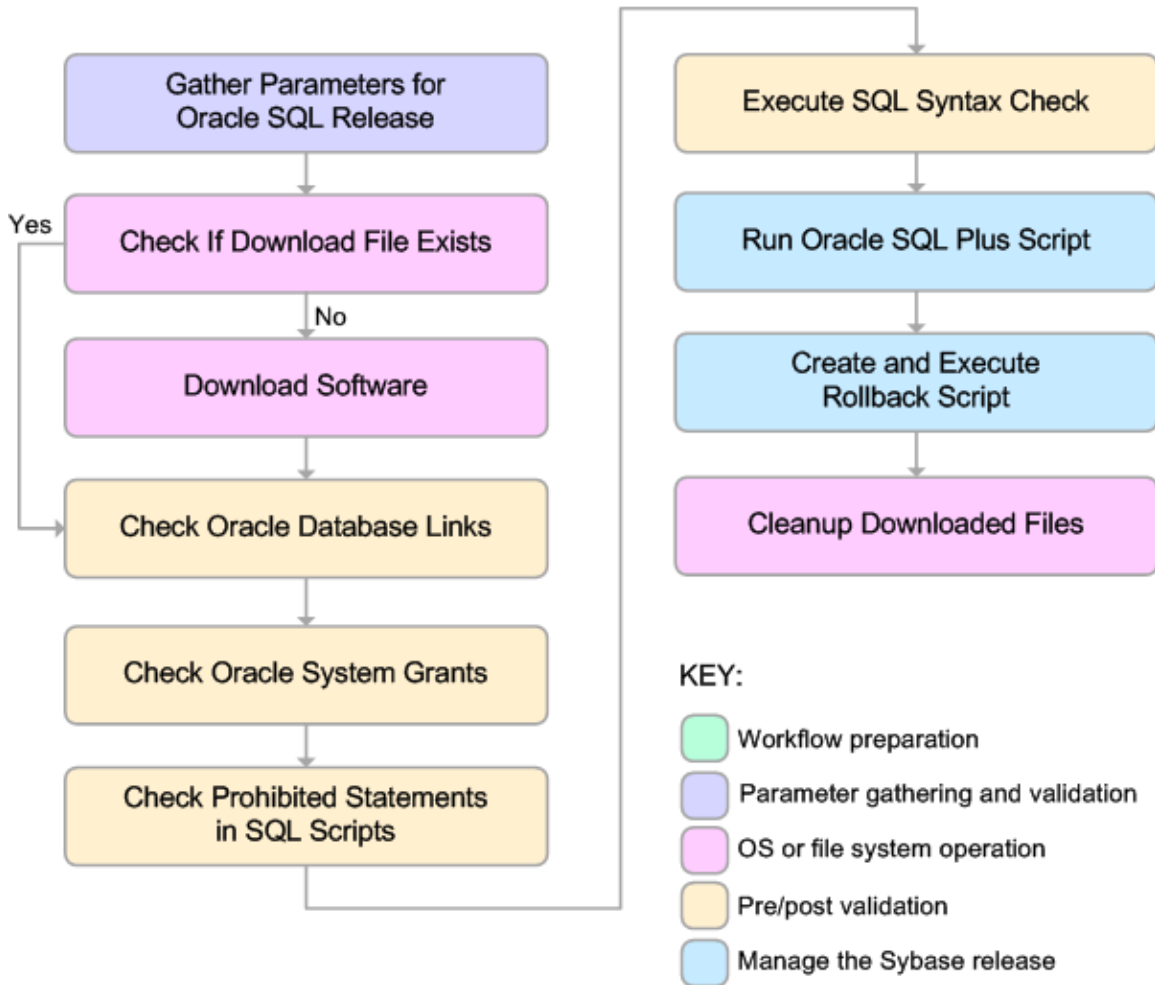 Gather Parameters for
Oracle SQL Release
Yes
Check If Download File Exists
No
Download Software
Check Oracle Database Links
Check Oracle System Grants
Check Prohibited Statements
in SQL Scripts
Execute SQL Syntax Check
Run Oracle SQL Plus Script
Create and Execute
Rollback Script
Cleanup Downloaded Files
KEY:
Workflow preparation
Parameter gathering and validation
OS or file system operation
Pre/post validation
Manage the Sybase release